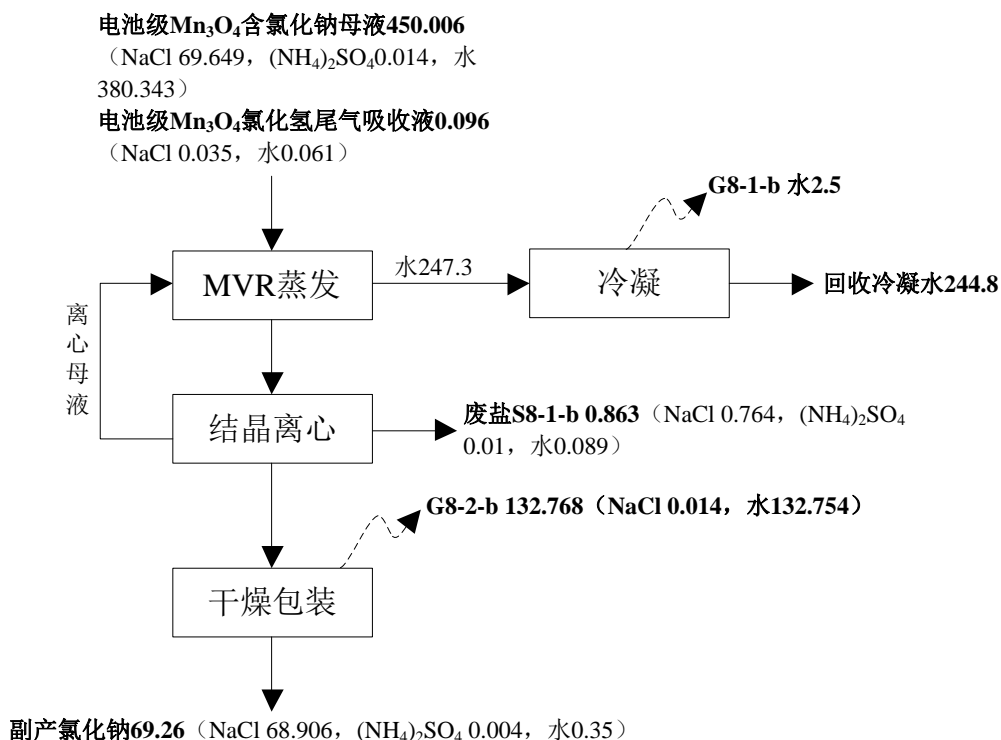 电池级Mn₃O₄含氯化钠母液450.006
（NaCl 69.649，(NH₄)₂SO₄0.014，水
380.343）
电池级Mn₃O₄氯化氢尾气吸收液0.096
（NaCl 0.035，水0.061）
G8-1-b 水2.5
MVR蒸发
水247.3
冷凝
回收冷凝水244.8
离心母液
结晶离心
废盐S8-1-b 0.863（NaCl 0.764，(NH₄)₂SO₄
0.01，水0.089）
G8-2-b 132.768（NaCl 0.014，水132.754）
干燥包装
副产氯化钠69.26（NaCl 68.906，(NH₄)₂SO₄ 0.004，水0.35）